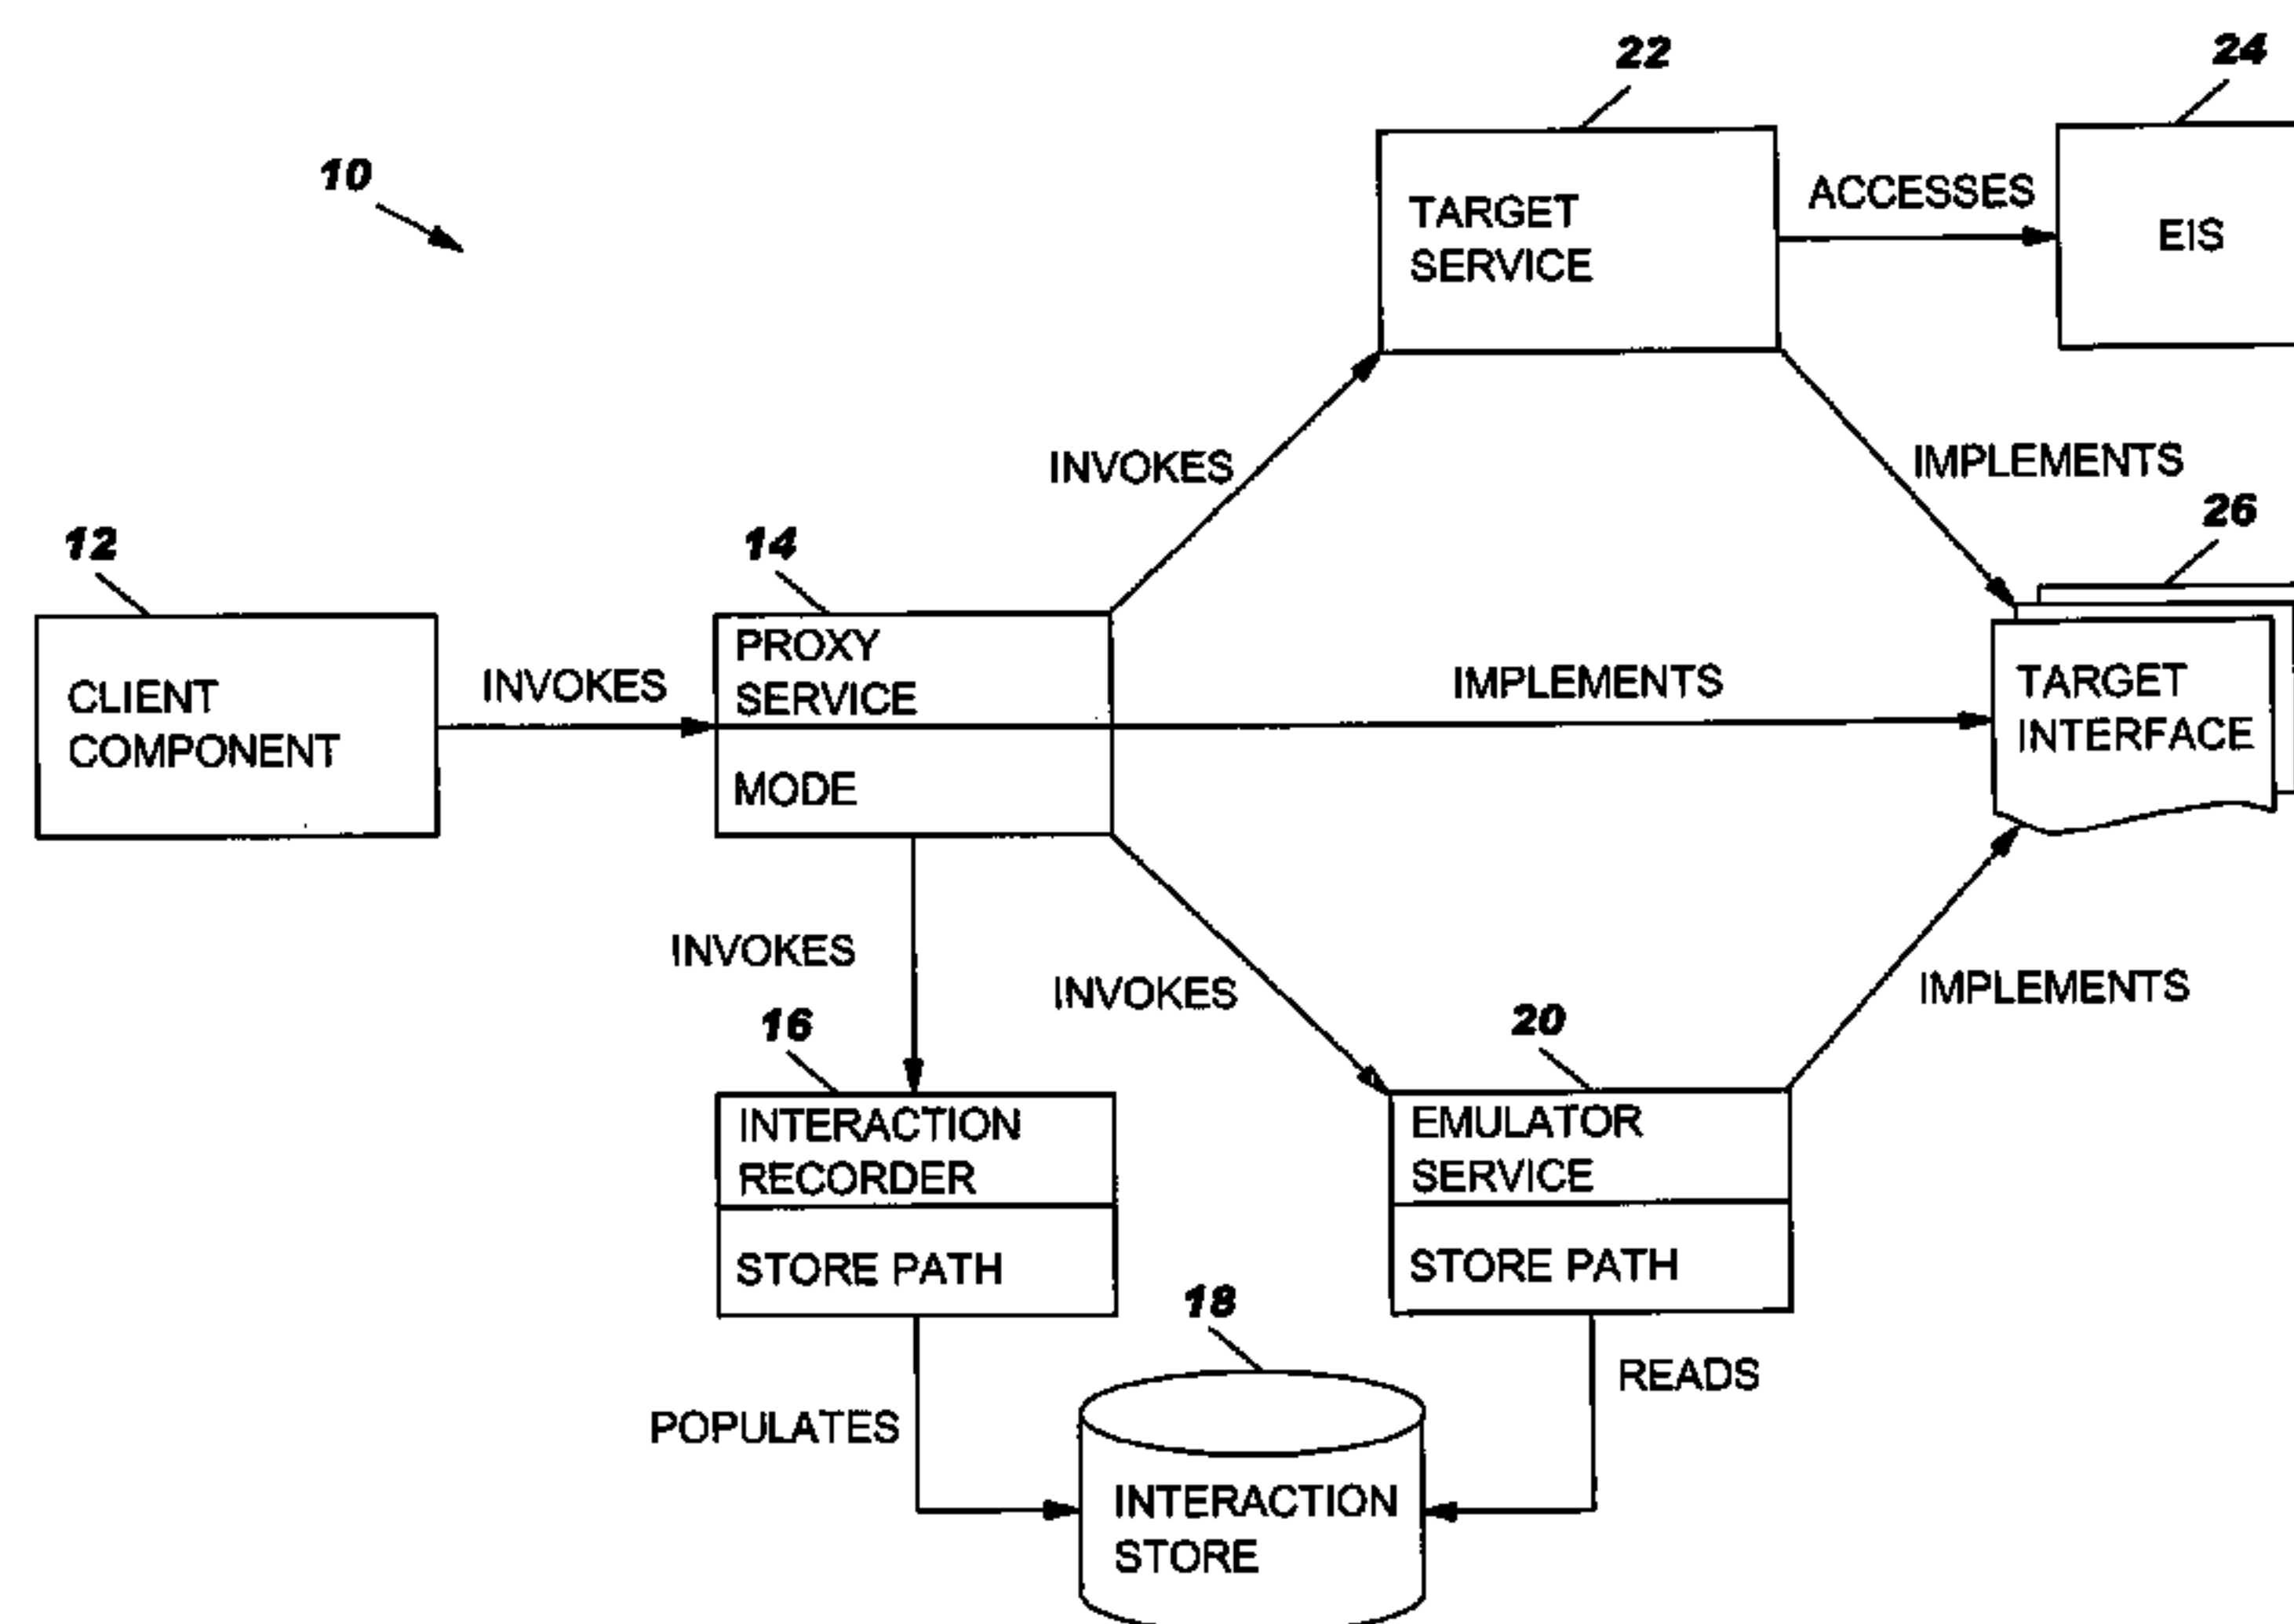 22
24
10
TARGET
SERVICE
ACCESSES
EIS
INVOKES
IMPLEMENTS
26
12
14
CLIENT
COMPONENT
INVOKES
PROXY
SERVICE
MODE
IMPLEMENTS
TARGET
INTERFACE
INVOKES
INVOKES
IMPLEMENTS
16
20
INTERACTION
RECORDER
STORE PATH
EMULATOR
SERVICE
STORE PATH
18
POPULATES
READS
INTERACTION
STORE